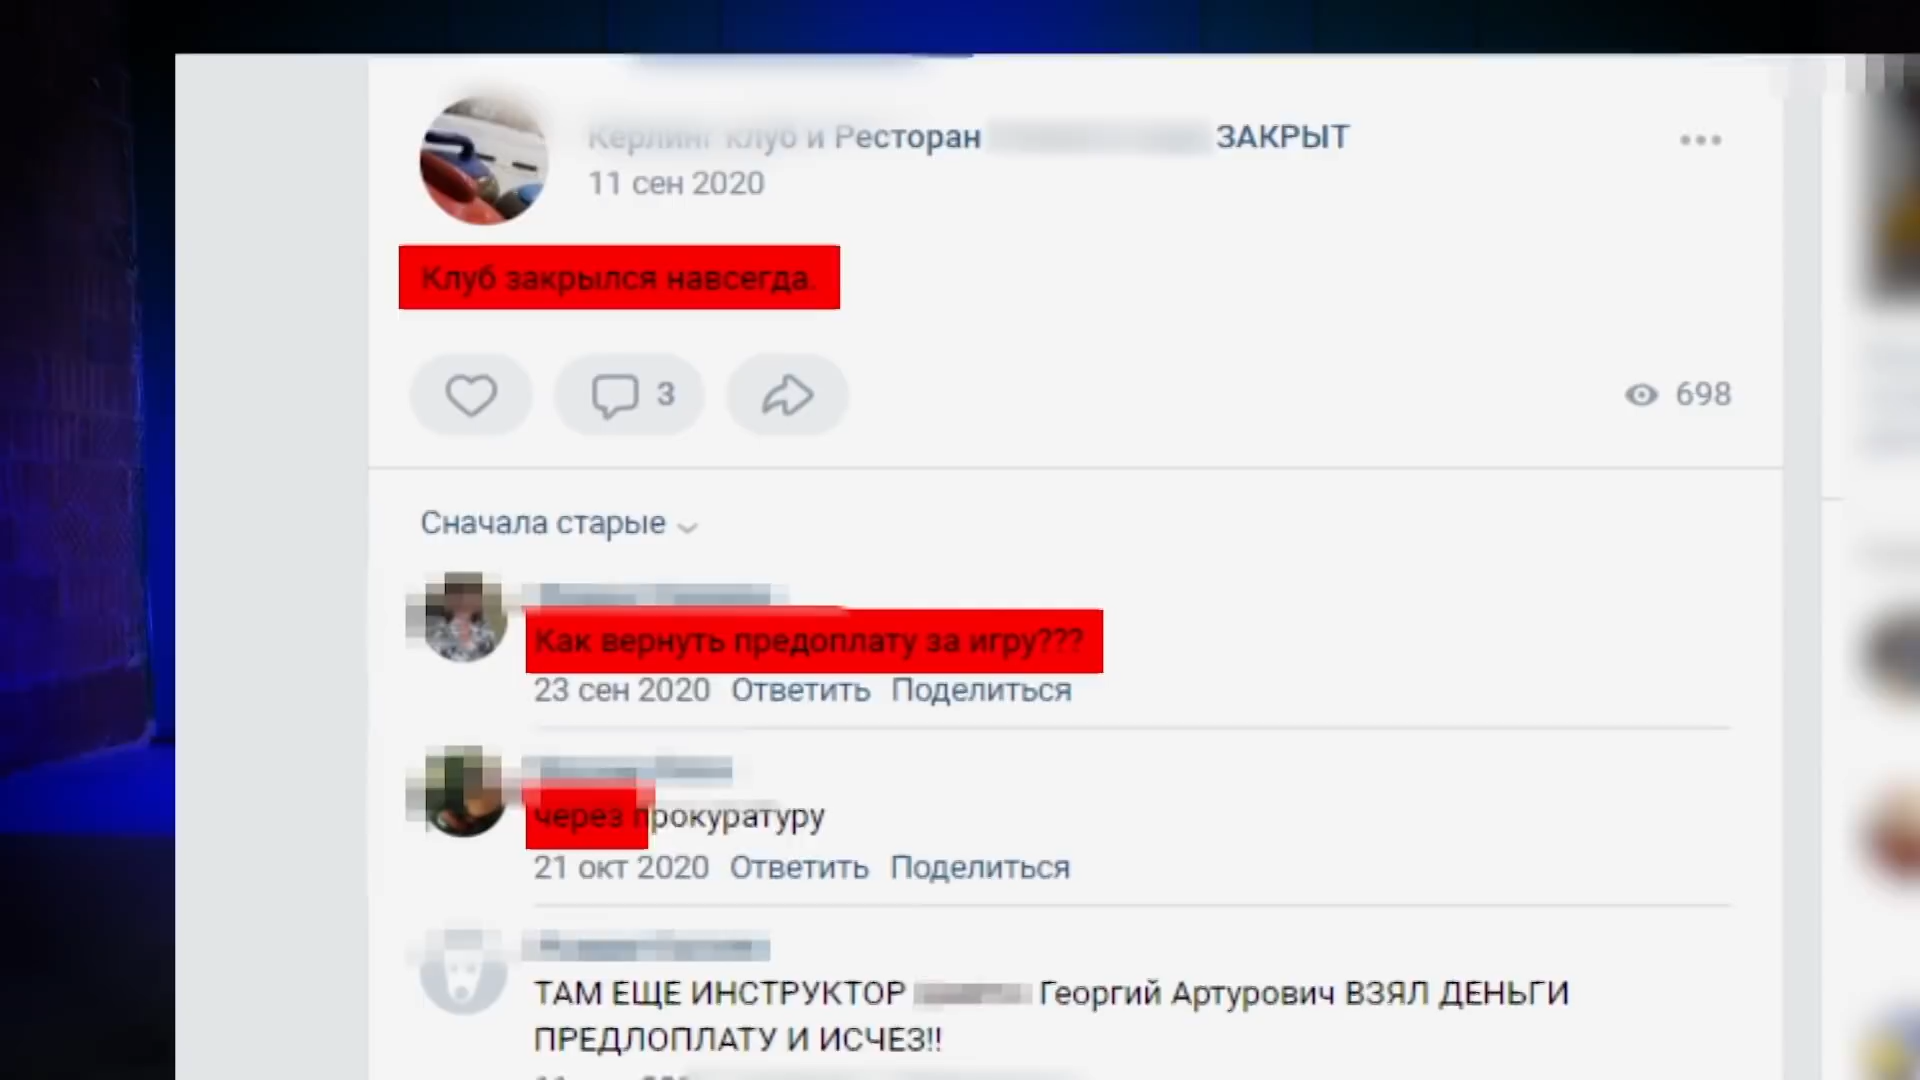 Керлинг клуб и Ресторан ЗАКРЫТ
11 сен 2020
Клуб закрылся навсегда.
3
698
Сначала старые
Как вернуть предоплату за игру???
23 сен 2020 Ответить Поделиться
через прокуратуру
21 окт 2020 Ответить Поделиться
ТАМ ЕЩЕ ИНСТРУКТОР Георгий Артурович ВЗЯЛ ДЕНЬГИ
ПРЕДЛОПЛАТУ И ИСЧЕЗ!!